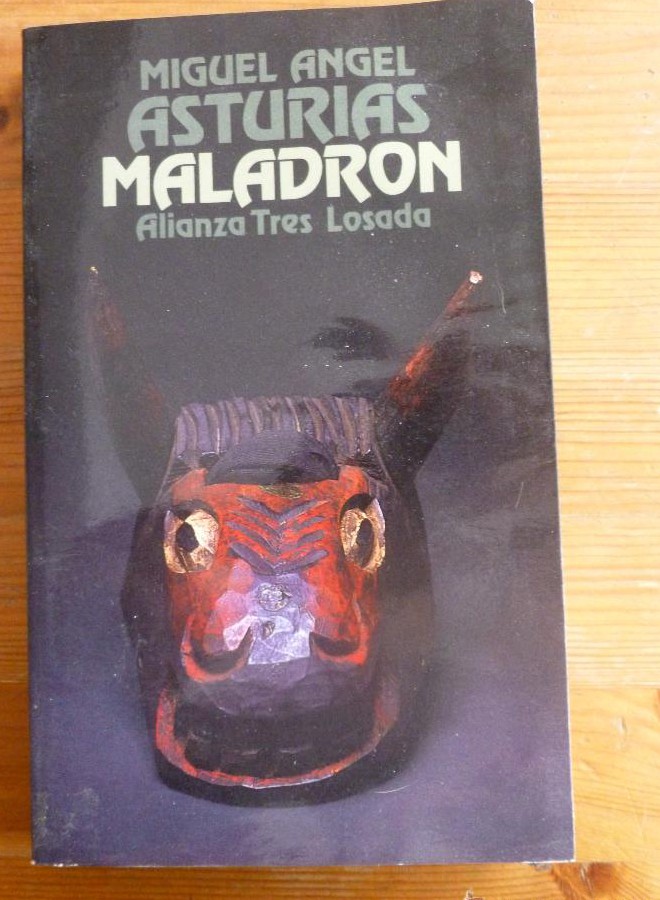 MIGUEL ANGEL
ASTURIAS
MALADRON
Alianza Tres Losada